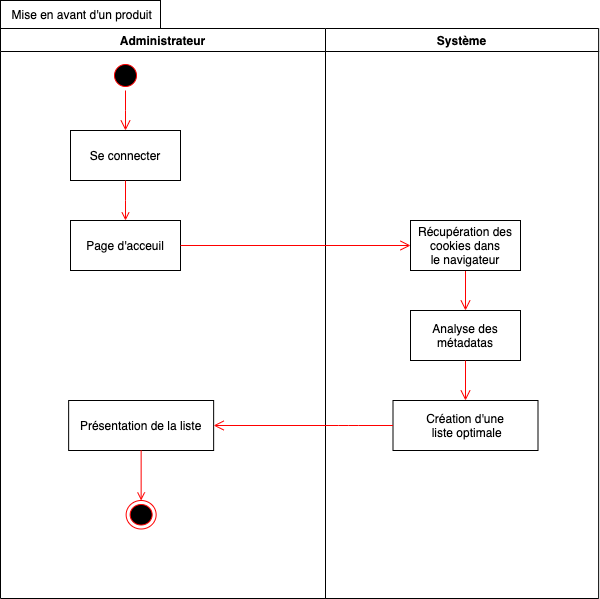 Mise en avant d'un produit
Administrateur
Système
Se connecter
Page d'acceuil
Récupération des
cookies dans
le navigateur
Analyse des
métadatas
Présentation de la liste
Création d'une
liste optimale